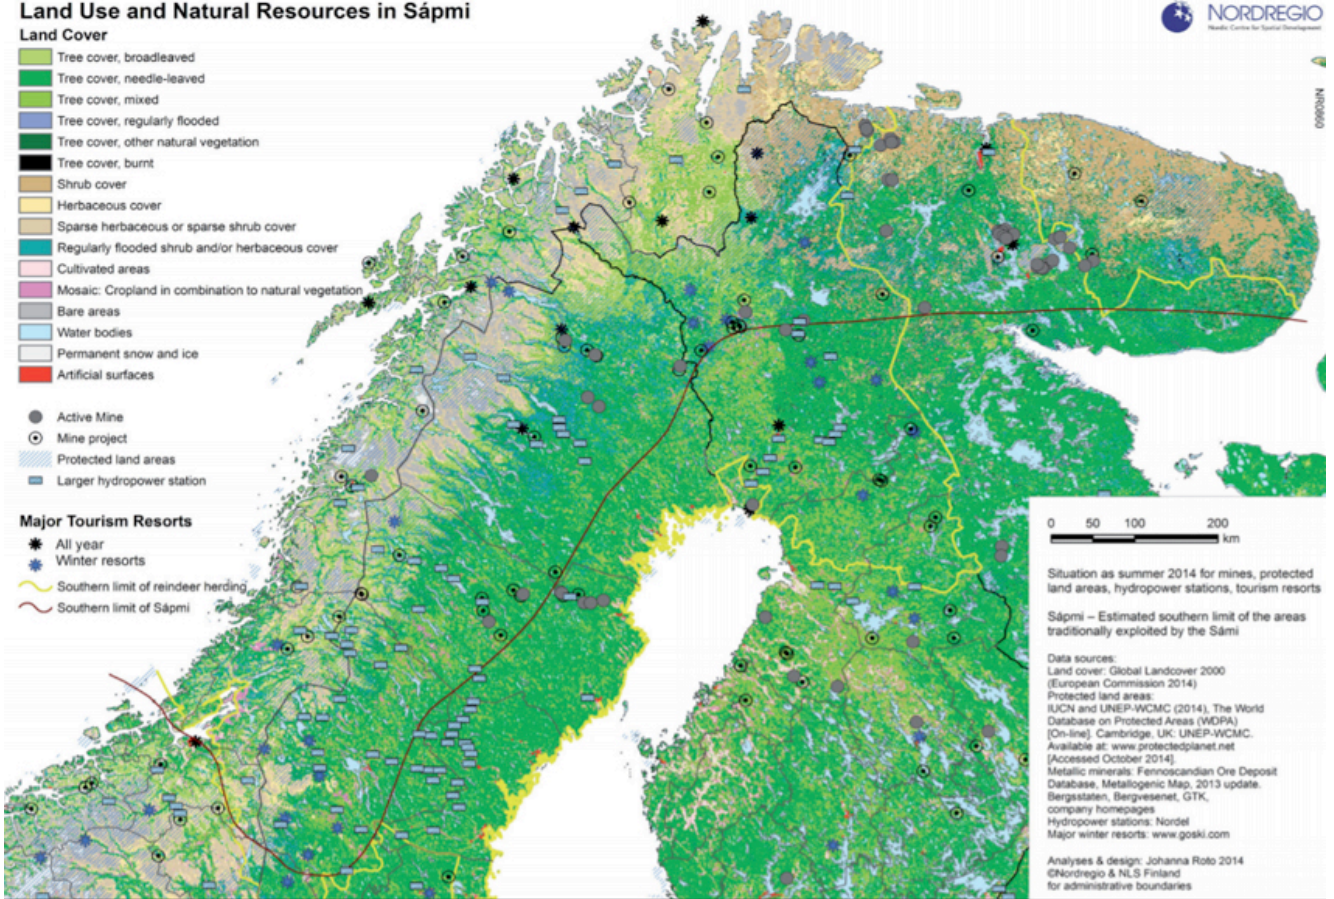 Land Use and Natural Resources in Sápmi
Land Cover
Tree cover, broadleaved
Tree cover, needle-leaved
Tree cover, mixed
Tree cover, regularly flooded
Tree cover, other natural vegetation
Tree cover, burnt
Shrub cover
Herbaceous cover
Sparse herbaceous or sparse shrub cover
Regularly flooded shrub and/or herbaceous cover
Cultivated areas
Mosaic: Cropland in combination to natural vegetation
Bare areas
Water bodies
Permanent snow and ice
Artificial surfaces
Active Mine
Mine project
Protected land areas
Larger hydropower station
Major Tourism Resorts
All year
Winter resorts
Southern limit of reindeer herding
Southern limit of Sápmi
NORDREGIO
Nordic Centre for Spatial Development
NR0860
0 50 100 200
km
Situation as summer 2014 for mines, protected
land areas, hydropower stations, tourism resorts
Sápmi – Estimated southern limit of the areas
traditionally exploited by the Sámi
Data sources:
Land cover: Global Landcover 2000
(European Commission 2014)
Protected land areas:
IUCN and UNEP-WCMC (2014), The World
Database on Protected Areas (WDPA)
[On-line]. Cambridge, UK: UNEP-WCMC.
Available at: www.protectedplanet.net
[Accessed October 2014].
Metallic minerals: Fennoscandian Ore Deposit
Database, Metallogenic Map, 2013 update.
Bergsstaten, Bergvesenet, GTK,
company homepages
Hydropower stations: Nordel
Major winter resorts: www.goski.com
Analyses & design: Johanna Roto 2014
©Nordregio & NLS Finland
for administrative boundaries